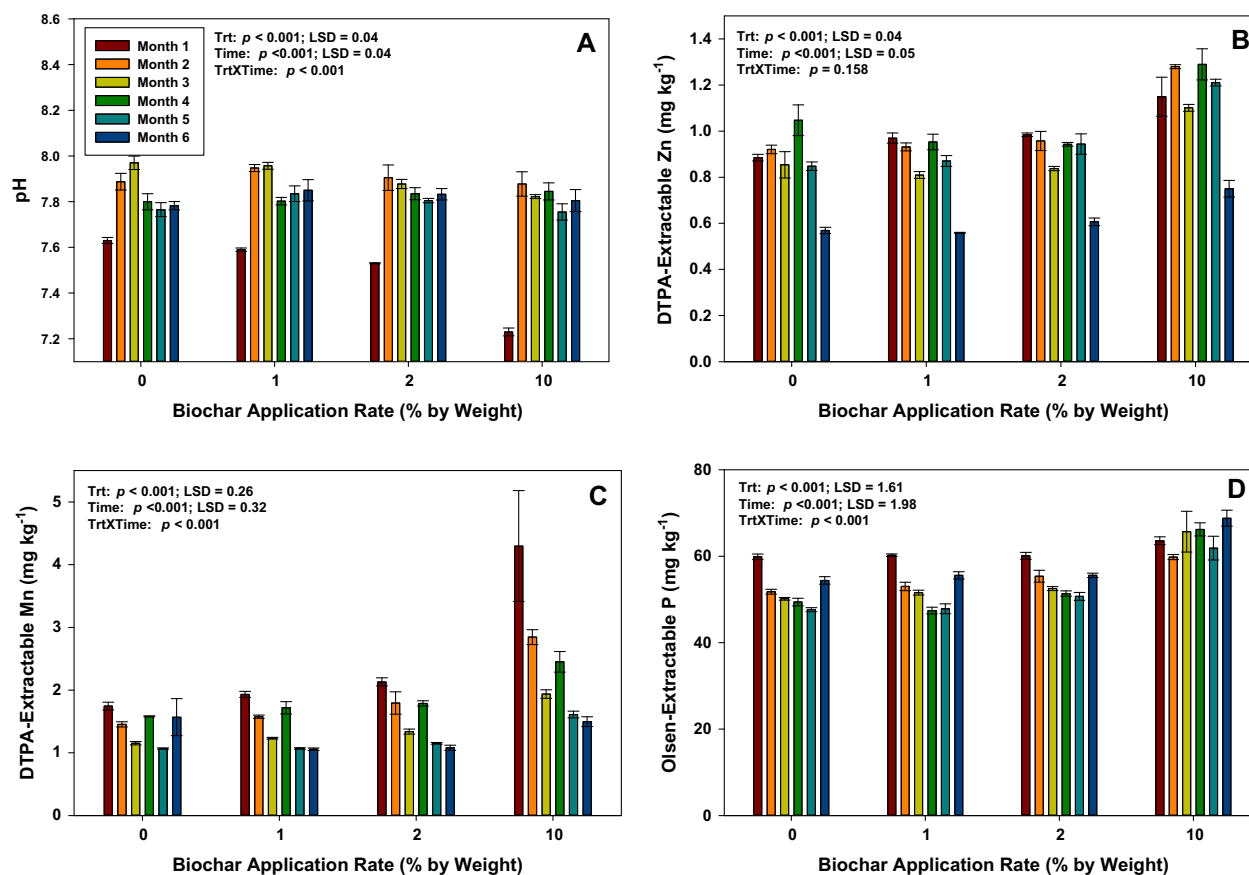 A
Trt: p < 0.001; LSD = 0.04
Time: p <0.001; LSD = 0.04
TrtXTime: p < 0.001
Month 1
Month 2
Month 3
Month 4
Month 5
Month 6
8.6
8.4
8.2
8.0
7.8
7.6
7.4
7.2
pH
0
1
2
10
Biochar Application Rate (% by Weight)
B
Trt: p < 0.001; LSD = 0.04
Time: p <0.001; LSD = 0.05
TrtXTime: p = 0.158
1.4
1.2
1.0
0.8
0.6
0.4
0.2
0.0
DTPA-Extractable Zn (mg kg⁻¹)
0
1
2
10
Biochar Application Rate (% by Weight)
C
Trt: p < 0.001; LSD = 0.26
Time: p <0.001; LSD = 0.32
TrtXTime: p < 0.001
5
4
3
2
1
0
DTPA-Extractable Mn (mg kg⁻¹)
0
1
2
10
Biochar Application Rate (% by Weight)
D
Trt: p < 0.001; LSD = 1.61
Time: p <0.001; LSD = 1.98
TrtXTime: p < 0.001
80
60
40
20
0
Olsen-Extractable P (mg kg⁻¹)
0
1
2
10
Biochar Application Rate (% by Weight)